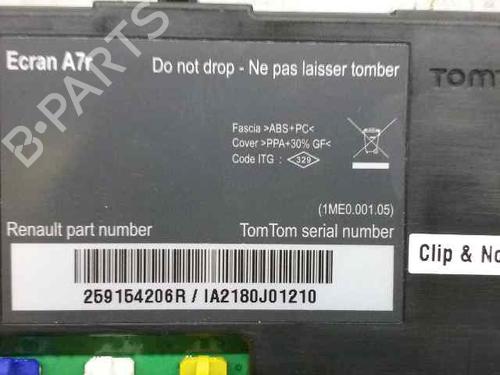 Ecran A7r
Do not drop - Ne pas laisser tomber
TOMT
Fascia >ABS+PC<
Cover >PPA+30% GF<
Code ITG : 329
(1ME0.001.05)
Renault part number
TomTom serial number
Clip & No
259154206R / IA2180J01210
B-PARTS